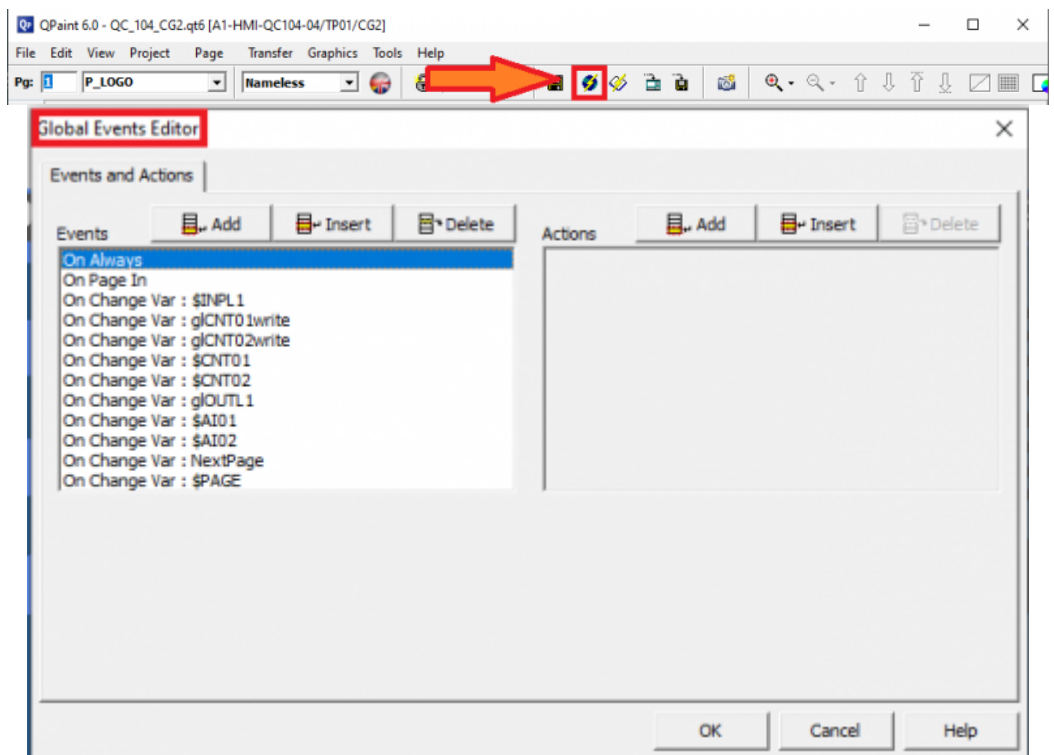 QPaint 6.0 - QC_104_CG2.qt6 [A1-HMI-QC104-04/TP01/CG2]
File Edit View Project Page Transfer Graphics Tools Help
Pg: 1 P_LOGO Nameless
Global Events Editor
Events and Actions
Events Add Insert Delete Actions Add Insert Delete
On Always
On Page In
On Change Var : $INPL1
On Change Var : glCNT01write
On Change Var : glCNT02write
On Change Var : $CNT01
On Change Var : $CNT02
On Change Var : glOUTL1
On Change Var : $AI01
On Change Var : $AI02
On Change Var : NextPage
On Change Var : $PAGE
OK Cancel Help